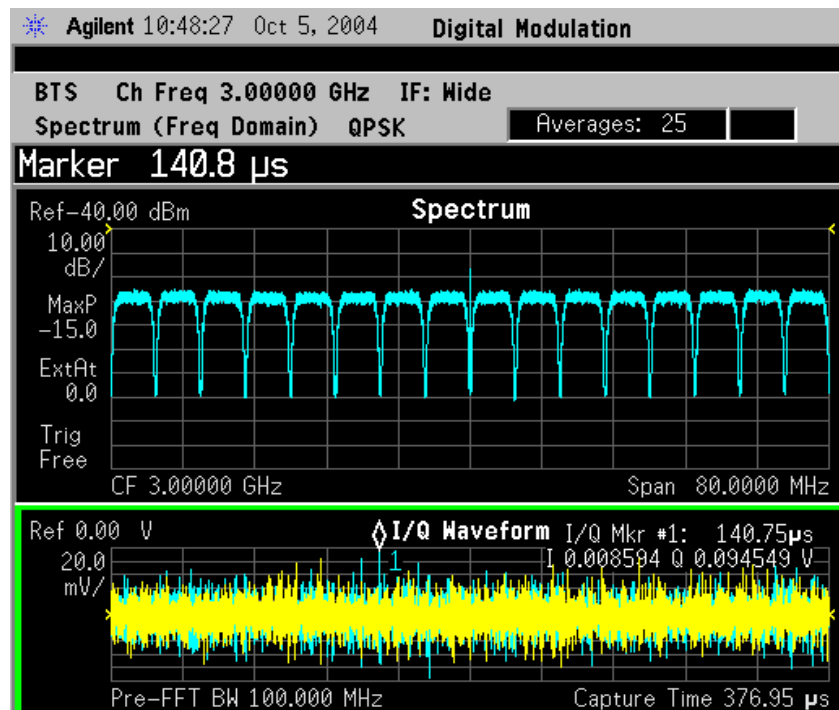 Agilent 10:48:27 Oct 5, 2004 Digital Modulation
BTS Ch Freq 3.00000 GHz IF: Wide
Spectrum (Freq Domain) QPSK Averages: 25
Marker 140.8 µs
Ref-40.00 dBm Spectrum
10.00
dB/
MaxP
-15.0
ExtAt
0.0
Trig
Free
CF 3.00000 GHz Span 80.0000 MHz
Ref 0.00 V I/Q Waveform I/Q Mkr #1: 140.75µs
20.0 1 I 0.008594 Q 0.094549 V
mV/
Pre-FFT BW 100.000 MHz Capture Time 376.95 µs